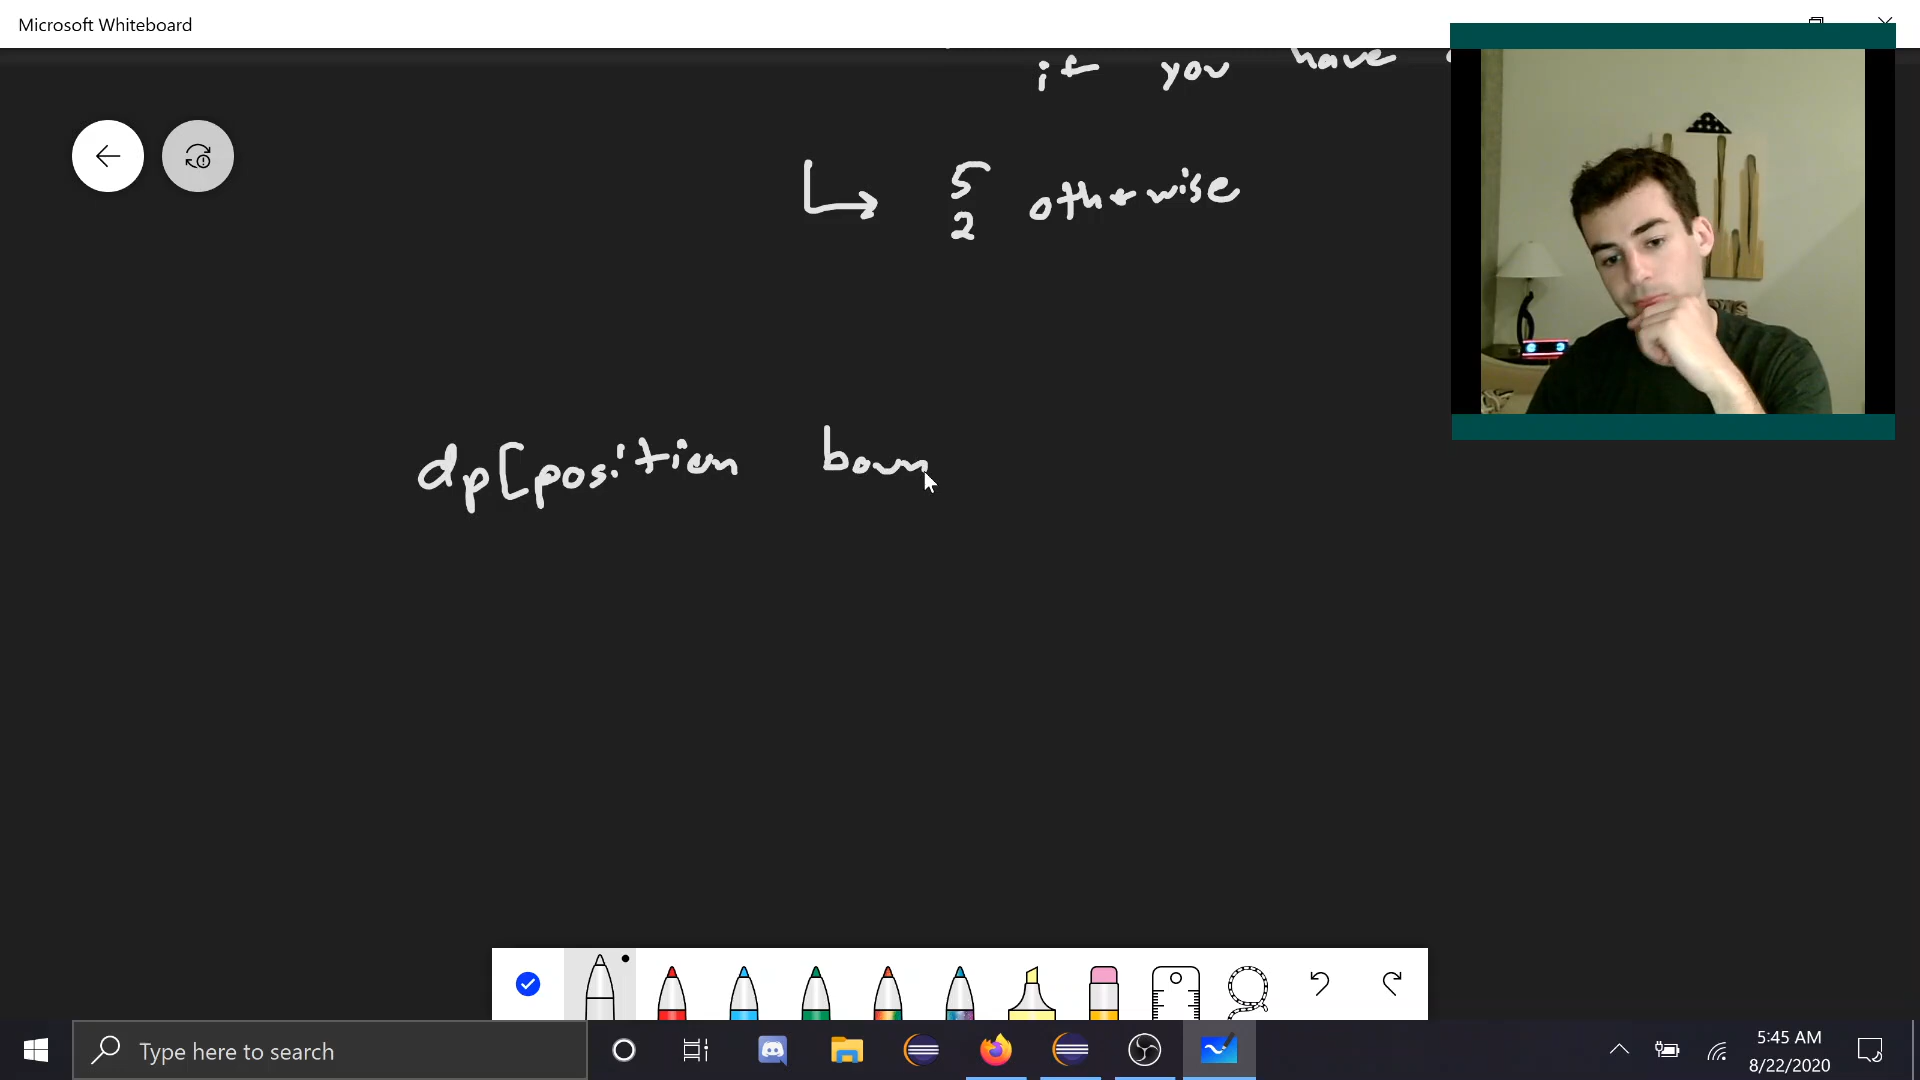 Microsoft Whiteboard
if you have
5 otherwise
2
dp[position boun
Type here to search
5:45 AM
8/22/2020